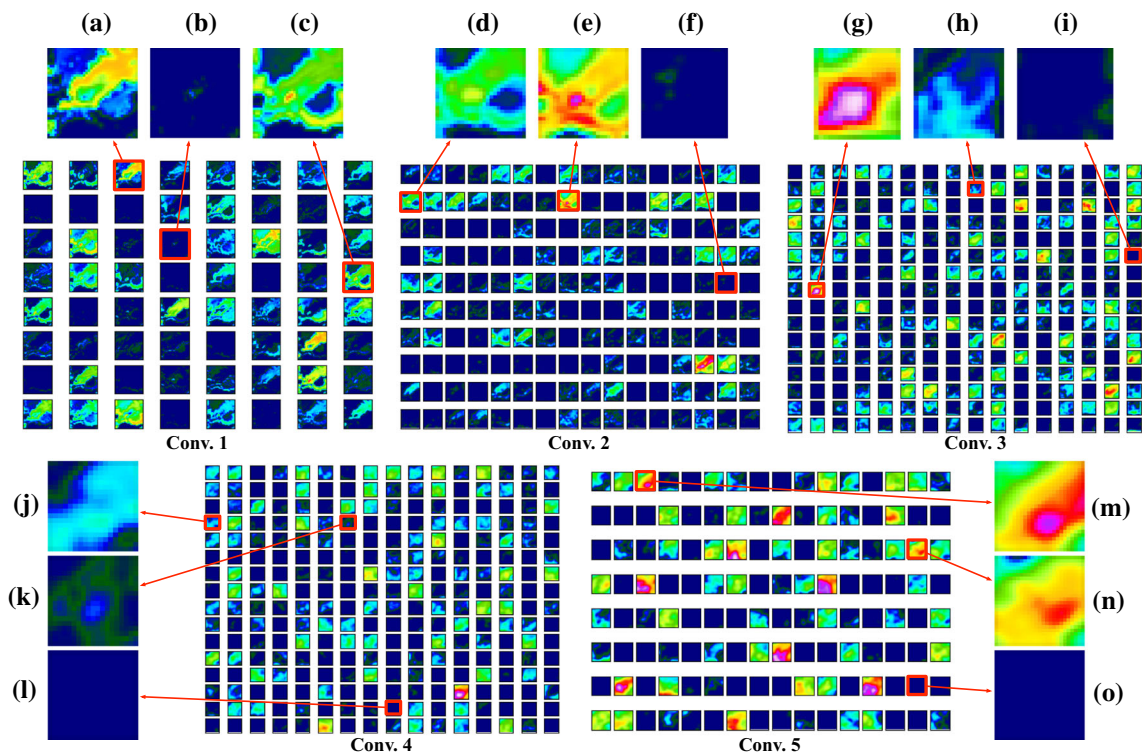 (a) (b) (c) (d) (e) (f) (g) (h) (i)
Conv. 1 Conv. 2 Conv. 3
(j)
(k)
(l)
(m)
(n)
(o)
Conv. 4 Conv. 5